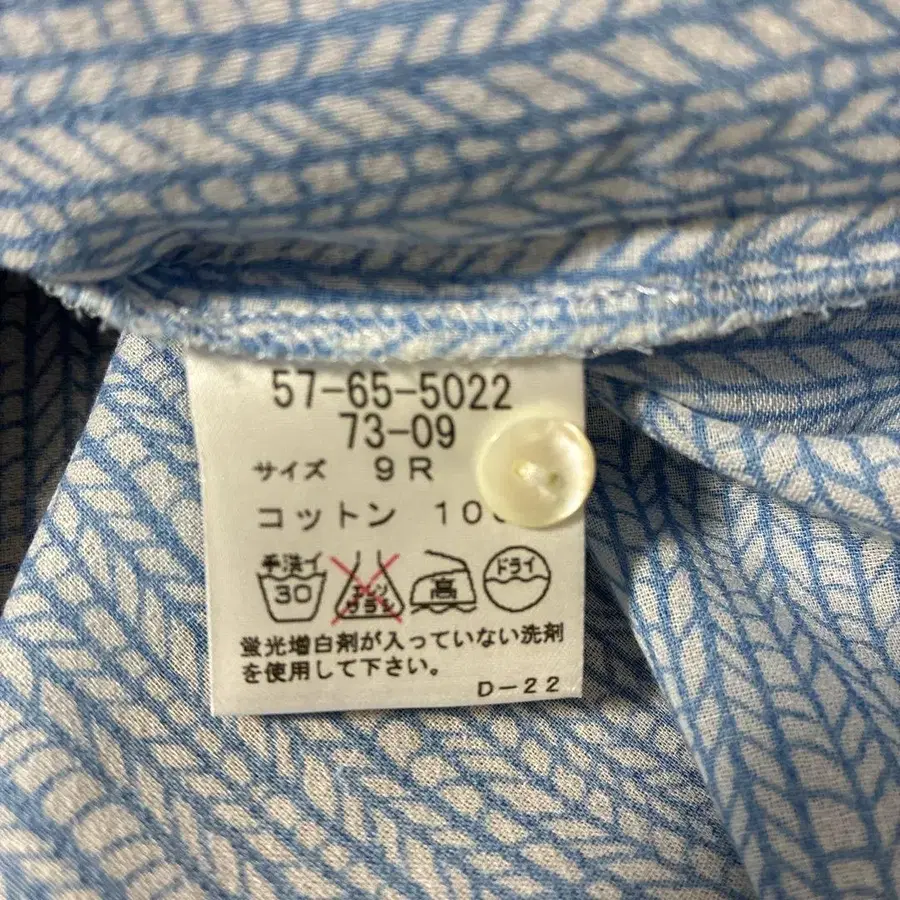 57-65-5022
73-09
サイズ 9R
コットン 10
手洗イ
30
エンソ
サラシ
高
ドライ
蛍光増白剤が入っていない洗剤
を使用して下さい。
D-22